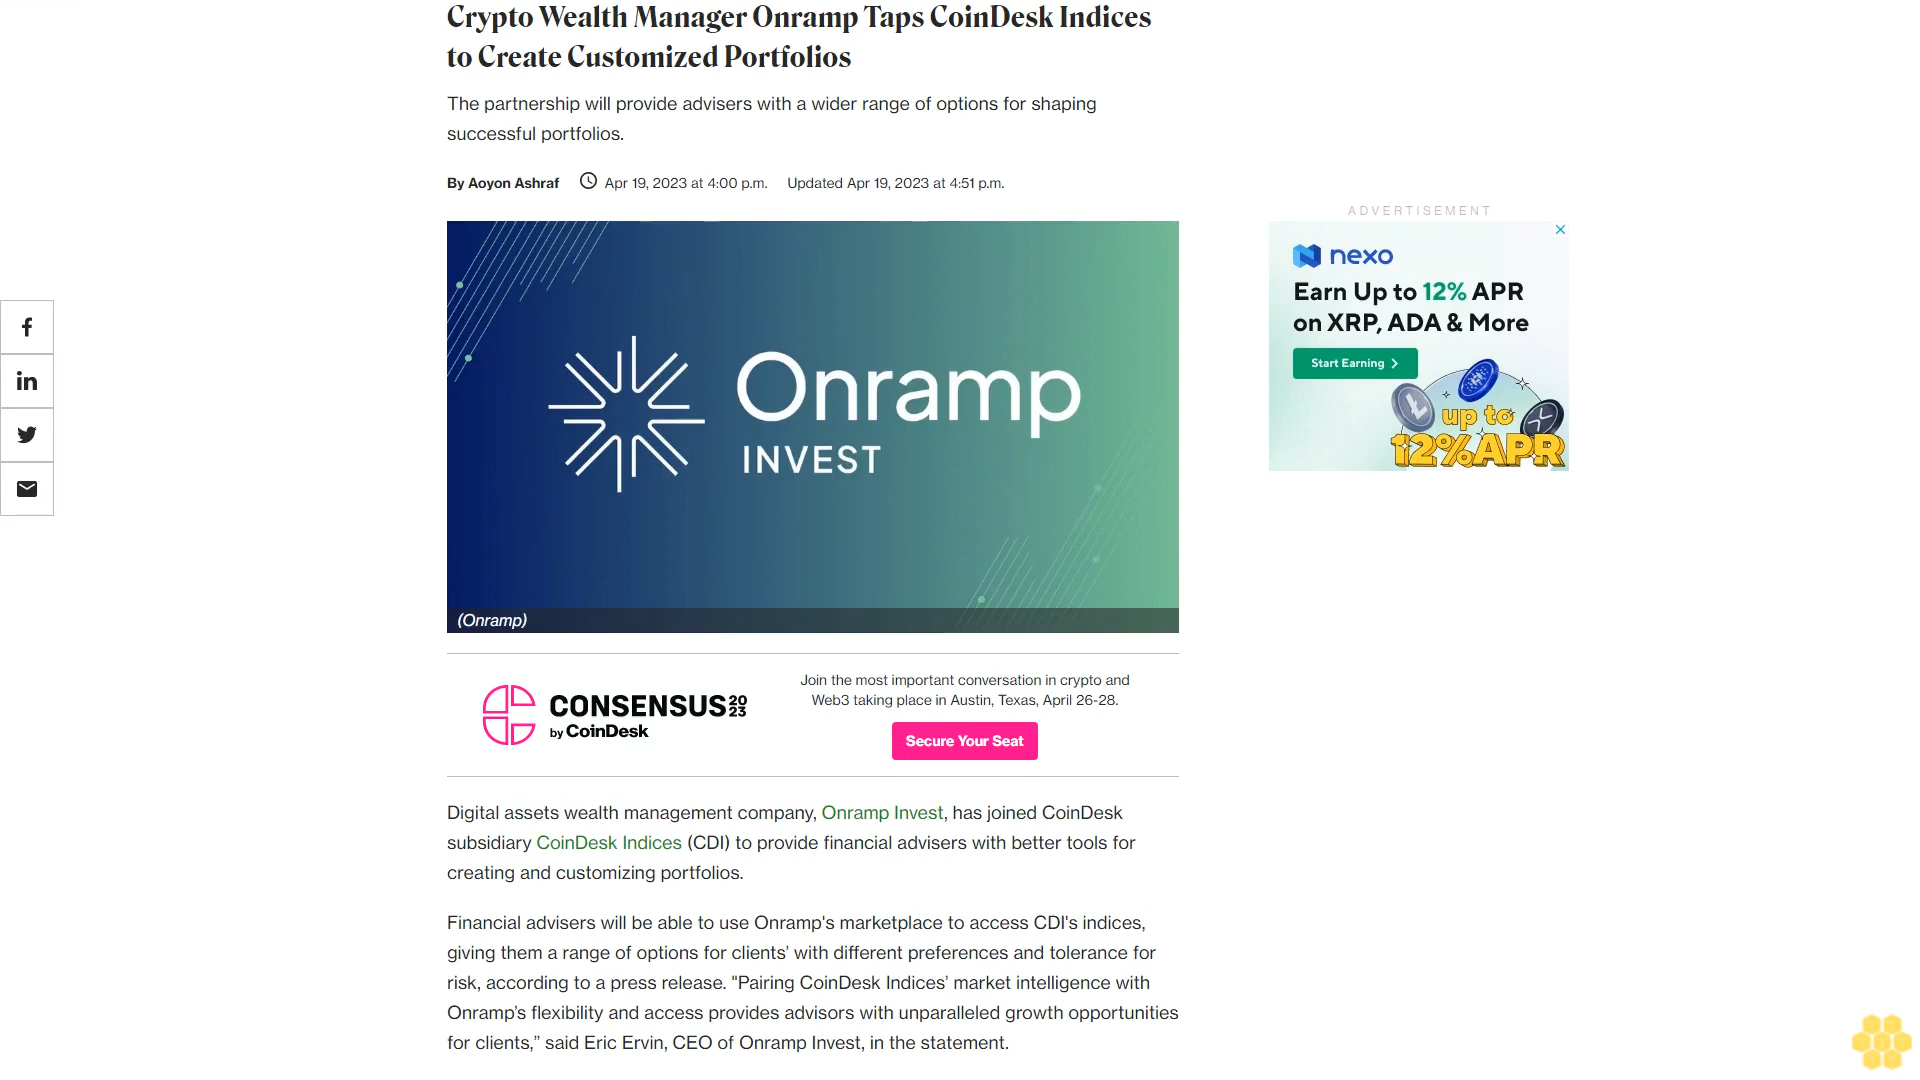 Crypto Wealth Manager Onramp Taps CoinDesk Indices
to Create Customized Portfolios
The partnership will provide advisers with a wider range of options for shaping
successful portfolios.
By Aoyon Ashraf Apr 19, 2023 at 4:00 p.m. Updated Apr 19, 2023 at 4:51 p.m.
Onramp
INVEST
(Onramp)
ADVERTISEMENT
nexo
Earn Up to 12% APR
on XRP, ADA & More
Start Earning
up to
12% APR
CONSENSUS 2023
by CoinDesk
Join the most important conversation in crypto and
Web3 taking place in Austin, Texas, April 26-28.
Secure Your Seat
Digital assets wealth management company, Onramp Invest, has joined CoinDesk
subsidiary CoinDesk Indices (CDI) to provide financial advisers with better tools for
creating and customizing portfolios.
Financial advisers will be able to use Onramp's marketplace to access CDI's indices,
giving them a range of options for clients’ with different preferences and tolerance for
risk, according to a press release. "Pairing CoinDesk Indices’ market intelligence with
Onramp’s flexibility and access provides advisors with unparalleled growth opportunities
for clients,” said Eric Ervin, CEO of Onramp Invest, in the statement.